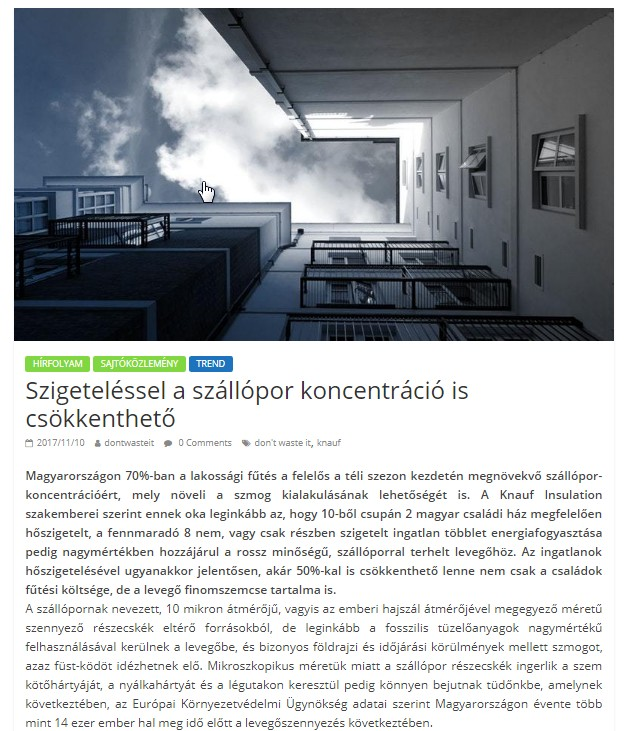 HÍRFOLYAM SAJTÓKÖZLEMÉNY TREND
Szigeteléssel a szállópor koncentráció is
csökkenthető
2017/11/10 dontwasteit 0 Comments don't waste it, knauf
Magyarországon 70%-ban a lakossági fűtés a felelős a téli szezon kezdetén megnövekvő szállópor-
koncentrációért, mely növeli a szmog kialakulásának lehetőségét is. A Knauf Insulation
szakemberei szerint ennek oka leginkább az, hogy 10-ből csupán 2 magyar családi ház megfelelően
hőszigetelt, a fennmaradó 8 nem, vagy csak részben szigetelt ingatlan többlet energiafogyasztása
pedig nagymértékben hozzájárul a rossz minőségű, szállóporral terhelt levegőhöz. Az ingatlanok
hőszigetelésével ugyanakkor jelentősen, akár 50%-kal is csökkenthető lenne nem csak a családok
fűtési költsége, de a levegő finomszemcse tartalma is.
A szállópornak nevezett, 10 mikron átmérőjű, vagyis az emberi hajszál átmérőjével megegyező méretű
szennyező részecskék eltérő forrásokból, de leginkább a fosszilis tüzelőanyagok nagymértékű
felhasználásával kerülnek a levegőbe, és bizonyos földrajzi és időjárási körülmények mellett szmogot,
azaz füst-ködöt idézhetnek elő. Mikroszkopikus méretük miatt a szállópor részecskék ingerlik a szem
kötőhártyáját, a nyálkahártyát és a légutakon keresztül pedig könnyen bejutnak tüdőnkbe, amelynek
következtében, az Európai Környezetvédelmi Ügynökség adatai szerint Magyarországon évente több
mint 14 ezer ember hal meg idő előtt a levegőszennyezés következtében.